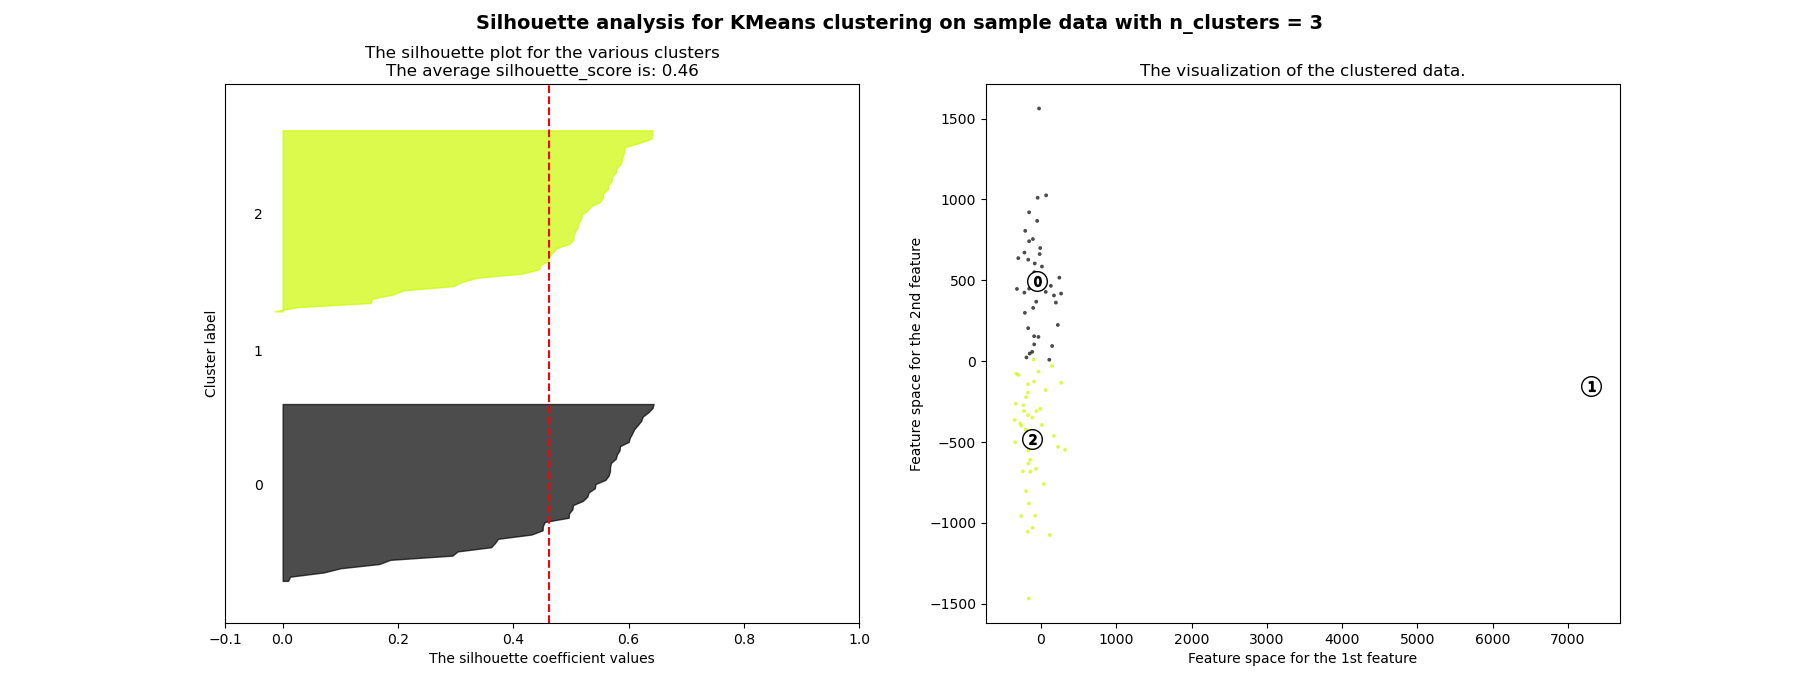 Silhouette analysis for KMeans clustering on sample data with n_clusters = 3
The silhouette plot for the various clusters
The average silhouette_score is: 0.46
2
1
0
Cluster label
−0.1 0.0 0.2 0.4 0.6 0.8 1.0
The silhouette coefficient values
The visualization of the clustered data.
1500
1000
500
0
−500
−1000
−1500
Feature space for the 2nd feature
0
1
2
0 1000 2000 3000 4000 5000 6000 7000
Feature space for the 1st feature